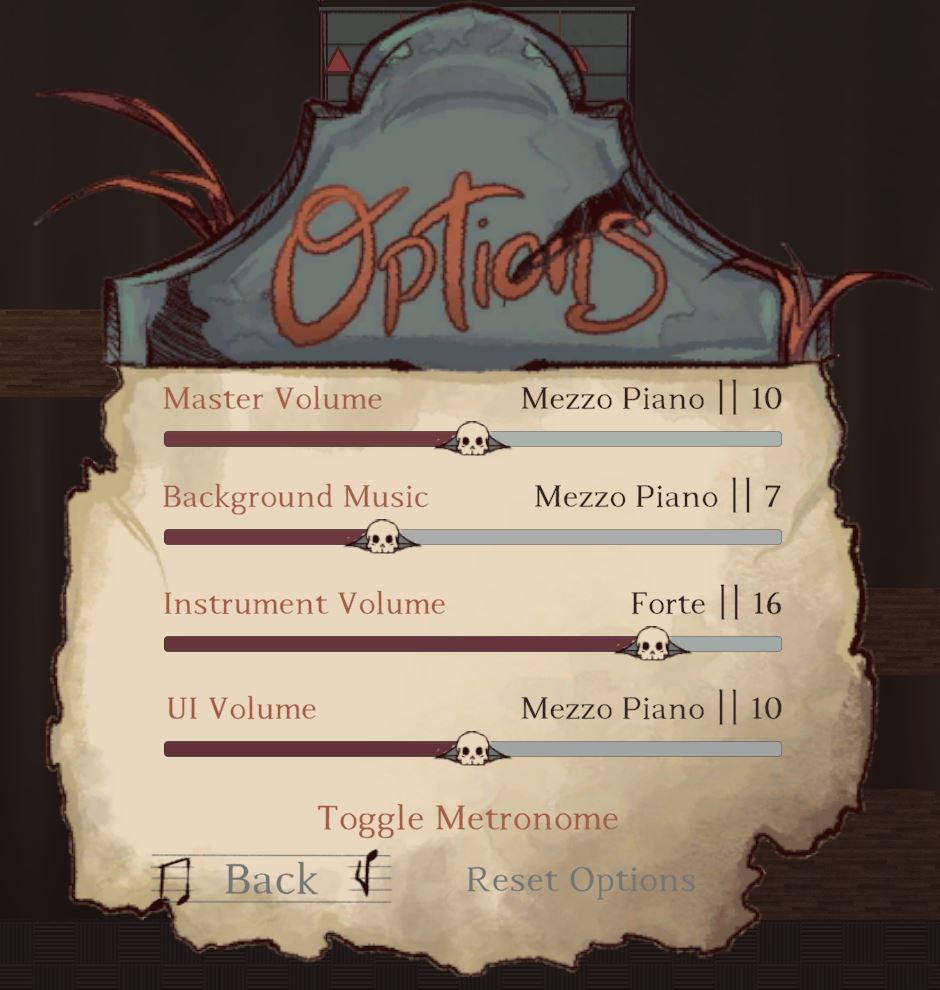 Options
Master Volume Mezzo Piano || 10
Background Music Mezzo Piano || 7
Instrument Volume Forte || 16
UI Volume Mezzo Piano || 10
Toggle Metronome
Back Reset Options